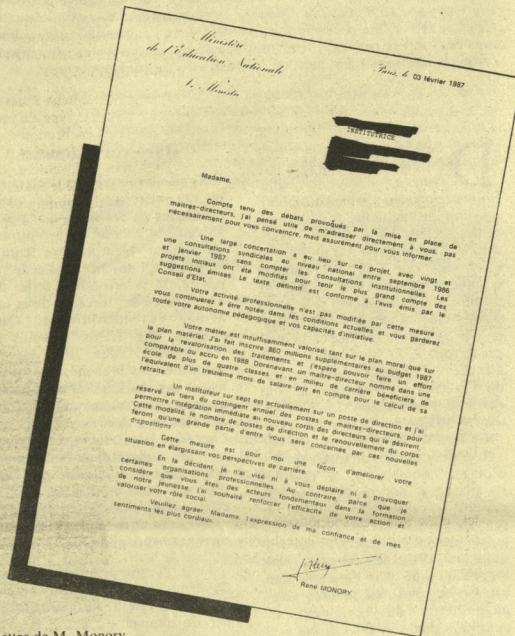 Ministère
de l'Éducation Nationale
Le Ministre
Paris, le 03 février 1987
INSTITUTRICE
Madame,
Compte tenu des débats provoqués par la mise en place de
maîtres-directeurs, j'ai pensé utile de m'adresser directement à vous, pas
nécessairement pour vous convaincre, mais assurément pour vous informer.
Une large concertation a eu lieu sur ce projet, avec vingt et
une consultations syndicales au niveau national entre septembre 1986
et janvier 1987, sans compter les consultations institutionnelles. Les
projets initiaux ont été modifiés pour tenir le plus grand compte des
suggestions émises. Le texte définitif est conforme à l'avis émis par le
Conseil d'Etat.
Votre activité professionnelle n'est pas modifiée par cette mesure :
vous continuerez à être notée dans les conditions actuelles et vous garderez
toute votre autonomie pédagogique et vos capacités d'initiative.
Votre métier est insuffisamment valorisé, tant sur le plan moral que sur
le plan matériel. J'ai fait inscrire 860 millions supplémentaires au budget 1987,
pour la revalorisation des traitements et j'espère pouvoir faire un effort
comparable ou accru en 1988. Dorénavant, un maître-directeur nommé dans une
école de plus de quatre classes et en milieu de carrière bénéficiera de
l'équivalent d'un treizième mois de salaire prit en compte pour le calcul de sa
retraite.
Un instituteur sur sept est actuellement sur un poste de direction et j'ai
réservé un tiers du contingent annuel des postes de maîtres-directeurs, pour
permettre l'intégration immédiate au nouveau corps des directeurs qui le désirent.
Cette modalité, le nombre de postes de direction et le renouvellement du corps
feront qu'une grande partie d'entre vous sera concernée par ces nouvelles
dispositions.
Cette mesure est pour moi une façon d'améliorer votre
situation en élargissant vos perspectives de carrière.
En la décidant, je n'ai visé ni à vous déplaire ni à provoquer
certaines organisations professionnelles. Au contraire, parce que je
considère que vous êtes des acteurs fondamentaux dans la formation
de notre jeunesse, j'ai souhaité renforcer l'efficacité de votre action et
valoriser votre rôle social.
Veuillez agréer, Madame, l'expression de ma confiance et de mes
sentiments les plus cordiaux.
René MONORY
de M. Monory